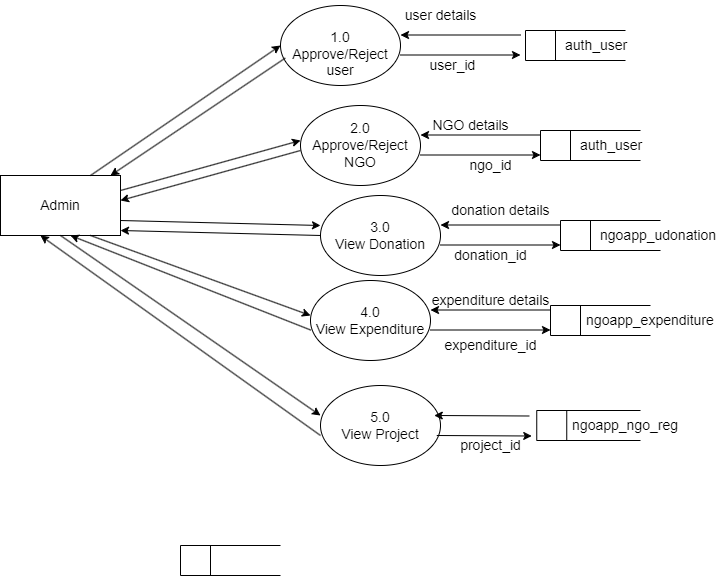 user details
1.0
Approve/Reject
user
auth_user
user_id
NGO details
2.0
Approve/Reject
NGO
auth_user
ngo_id
Admin
donation details
3.0
View Donation
ngoapp_udonation
donation_id
expenditure details
4.0
View Expenditure
ngoapp_expenditure
expenditure_id
5.0
View Project
ngoapp_ngo_reg
project_id